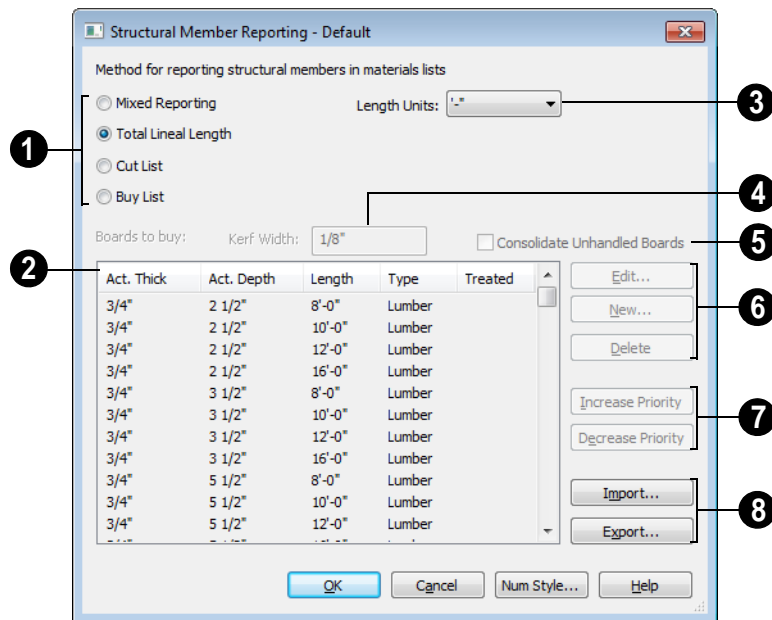 Structural Member Reporting - Default
Method for reporting structural members in materials lists
Mixed Reporting
Length Units: '-"
3
Total Lineal Length
1
Cut List
Buy List
4
Boards to buy: Kerf Width: 1/8" Consolidate Unhandled Boards
5
2
Act. Thick Act. Depth Length Type Treated
3/4" 2 1/2" 8'-0" Lumber
3/4" 2 1/2" 10'-0" Lumber
3/4" 2 1/2" 12'-0" Lumber
3/4" 2 1/2" 16'-0" Lumber
3/4" 3 1/2" 8'-0" Lumber
3/4" 3 1/2" 10'-0" Lumber
3/4" 3 1/2" 12'-0" Lumber
3/4" 3 1/2" 16'-0" Lumber
3/4" 5 1/2" 8'-0" Lumber
3/4" 5 1/2" 10'-0" Lumber
3/4" 5 1/2" 12'-0" Lumber
Edit...
New...
Delete
6
Increase Priority
Decrease Priority
7
Import...
Export...
8
OK Cancel Num Style... Help